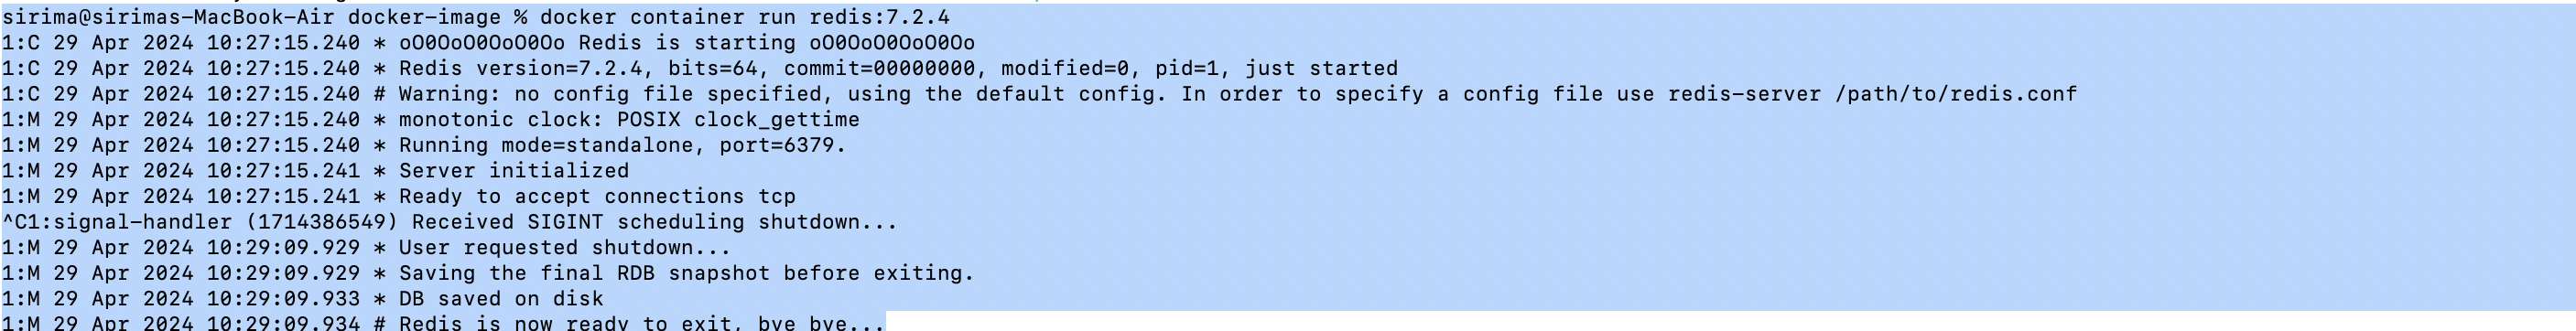 sirima@sirimas-MacBook-Air docker-image % docker container run redis:7.2.4
1:C 29 Apr 2024 10:27:15.240 * oO0OoO0OoO0Oo Redis is starting oO0OoO0OoO0Oo
1:C 29 Apr 2024 10:27:15.240 * Redis version=7.2.4, bits=64, commit=00000000, modified=0, pid=1, just started
1:C 29 Apr 2024 10:27:15.240 # Warning: no config file specified, using the default config. In order to specify a config file use redis-server /path/to/redis.conf
1:M 29 Apr 2024 10:27:15.240 * monotonic clock: POSIX clock_gettime
1:M 29 Apr 2024 10:27:15.240 * Running mode=standalone, port=6379.
1:M 29 Apr 2024 10:27:15.241 * Server initialized
1:M 29 Apr 2024 10:27:15.241 * Ready to accept connections tcp
^C1:signal-handler (1714386549) Received SIGINT scheduling shutdown...
1:M 29 Apr 2024 10:29:09.929 * User requested shutdown...
1:M 29 Apr 2024 10:29:09.929 * Saving the final RDB snapshot before exiting.
1:M 29 Apr 2024 10:29:09.933 * DB saved on disk
1:M 29 Apr 2024 10:29:09.934 # Redis is now ready to exit, bye bye...